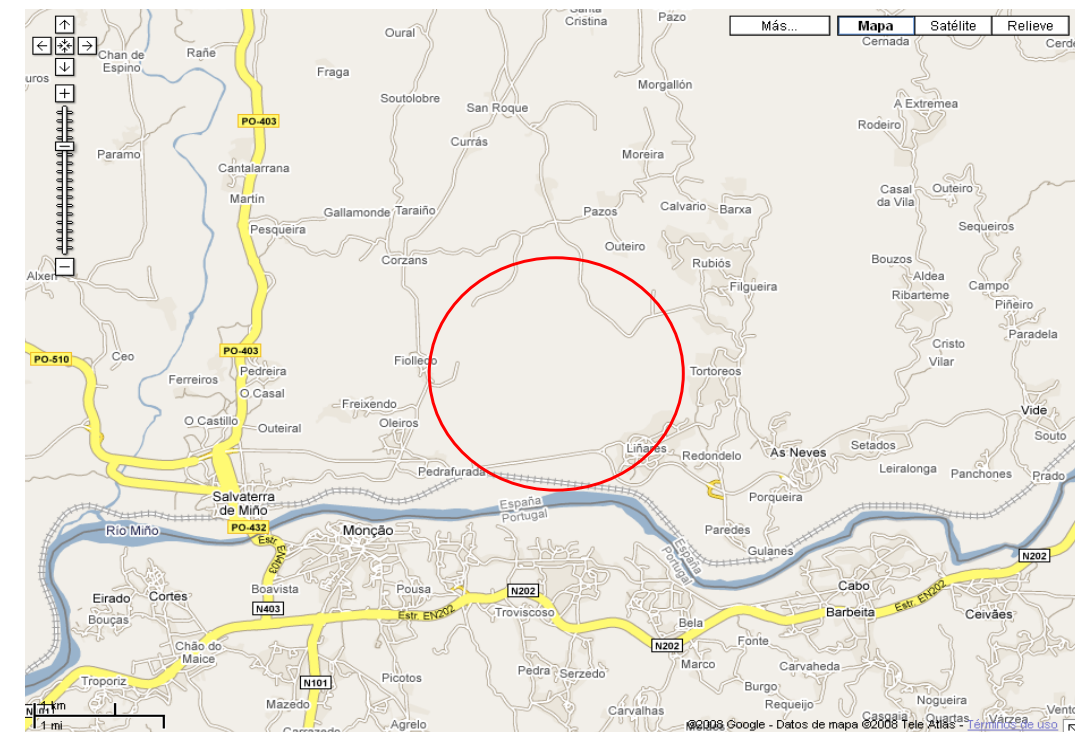 Santa
Cristina
Pazo
Más...
Mapa
Satélite
Relieve
Oural
Cernada
Chan de
Espino
Rañe
Fraga
Morgallón
Soutolobre
San Roque
A Extremea
PO-403
Rodeiro
Currás
Paramo
Moreira
Cantalarrana
Casal
da Vila
Outeiro
Martin
Gallamonde
Taraiño
Pazos
Calvario
Barxa
Pesqueira
Sequeiros
Outeiro
Corzans
Rubiós
Bouzos
Alxen
Filgueira
Aldea
Ribarteme
Campo
Piñeiro
Paradela
PO-510
Ceo
PO-403
Fiolledo
Cristo
Vilar
Pedreira
Ferreiros
Tortoreos
O Casal
Freixendo
Vide
O Castillo
Outeiral
Oleiros
Souto
Liñares
Redondelo
As Neves
Setados
Pedrafurada
Leiralonga
Panchones
Prado
Salvaterra
de Miño
España
Portugal
Porqueira
PO-432
Río Miño
Monção
Paredes
Estr. EN403
España
Portugal
Gulanes
N202
Eirado
Cortes
Boavista
Pousa
N202
Cabo
Bouças
N403
Estr. EN202
Troviscoso
Barbeita
Estr. EN202
Ceivães
Bela
Chão do
Maice
N202
Fonte
Marco
Carvaheda
Troporiz
N101
Picotos
Pedra
Serzedo
Burgo
Nogueira
1 km
Mazedo
Carvalhas
Requeijo
1 mi
Agrelo
©2008 Google - Datos de mapa ©2008 Tele Atlas - Términos de uso